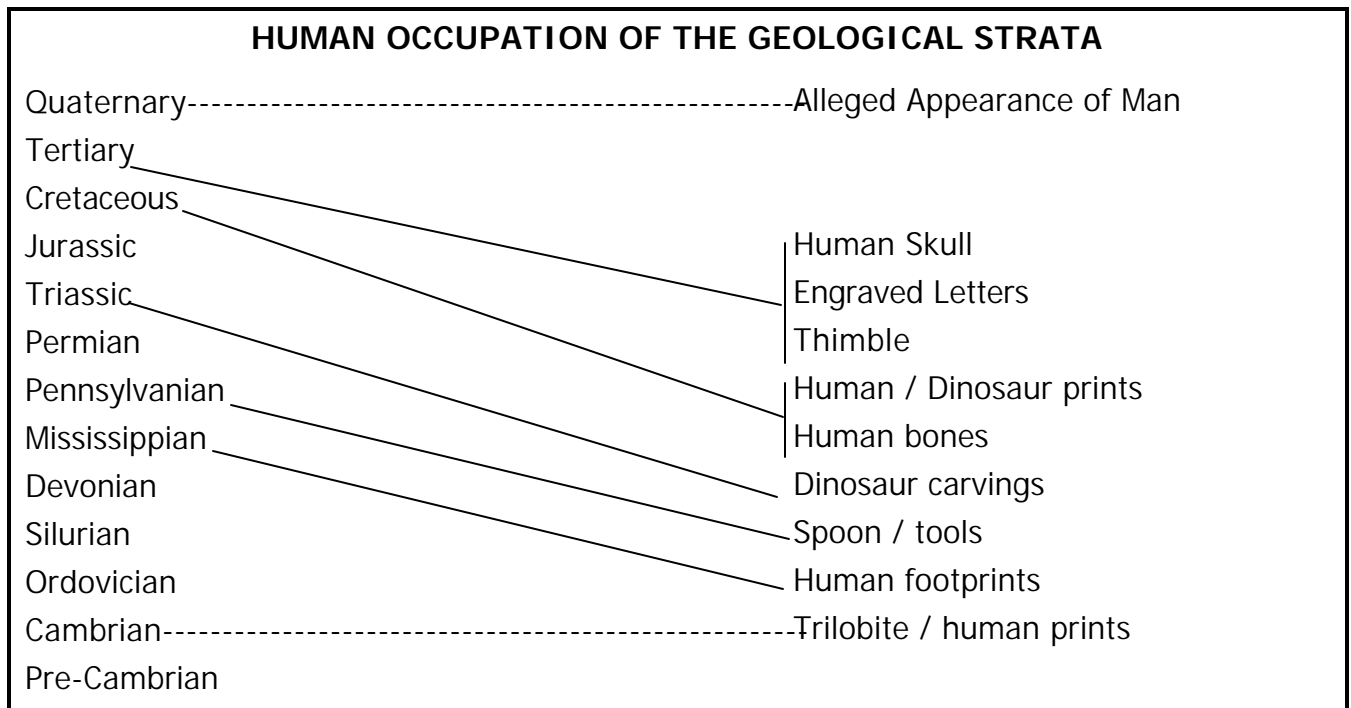 HUMAN OCCUPATION OF THE GEOLOGICAL STRATA
Quaternary Alleged Appearance of Man
Tertiary
Cretaceous
Jurassic Human Skull
Triassic Engraved Letters
Permian Thimble
Pennsylvanian Human / Dinosaur prints
Mississippian Human bones
Devonian Dinosaur carvings
Silurian Spoon / tools
Ordovician Human footprints
Cambrian Trilobite / human prints
Pre-Cambrian